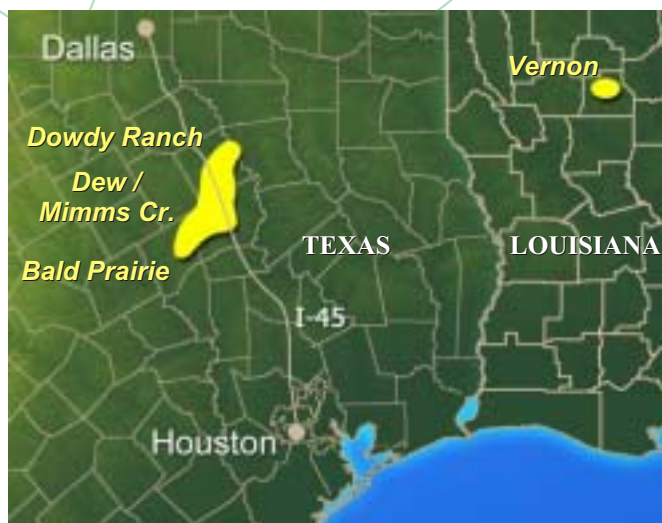 Dallas
Vernon
Dowdy Ranch
Dew /
Mimms Cr.
TEXAS
LOUISIANA
Bald Prairie
I-45
Houston